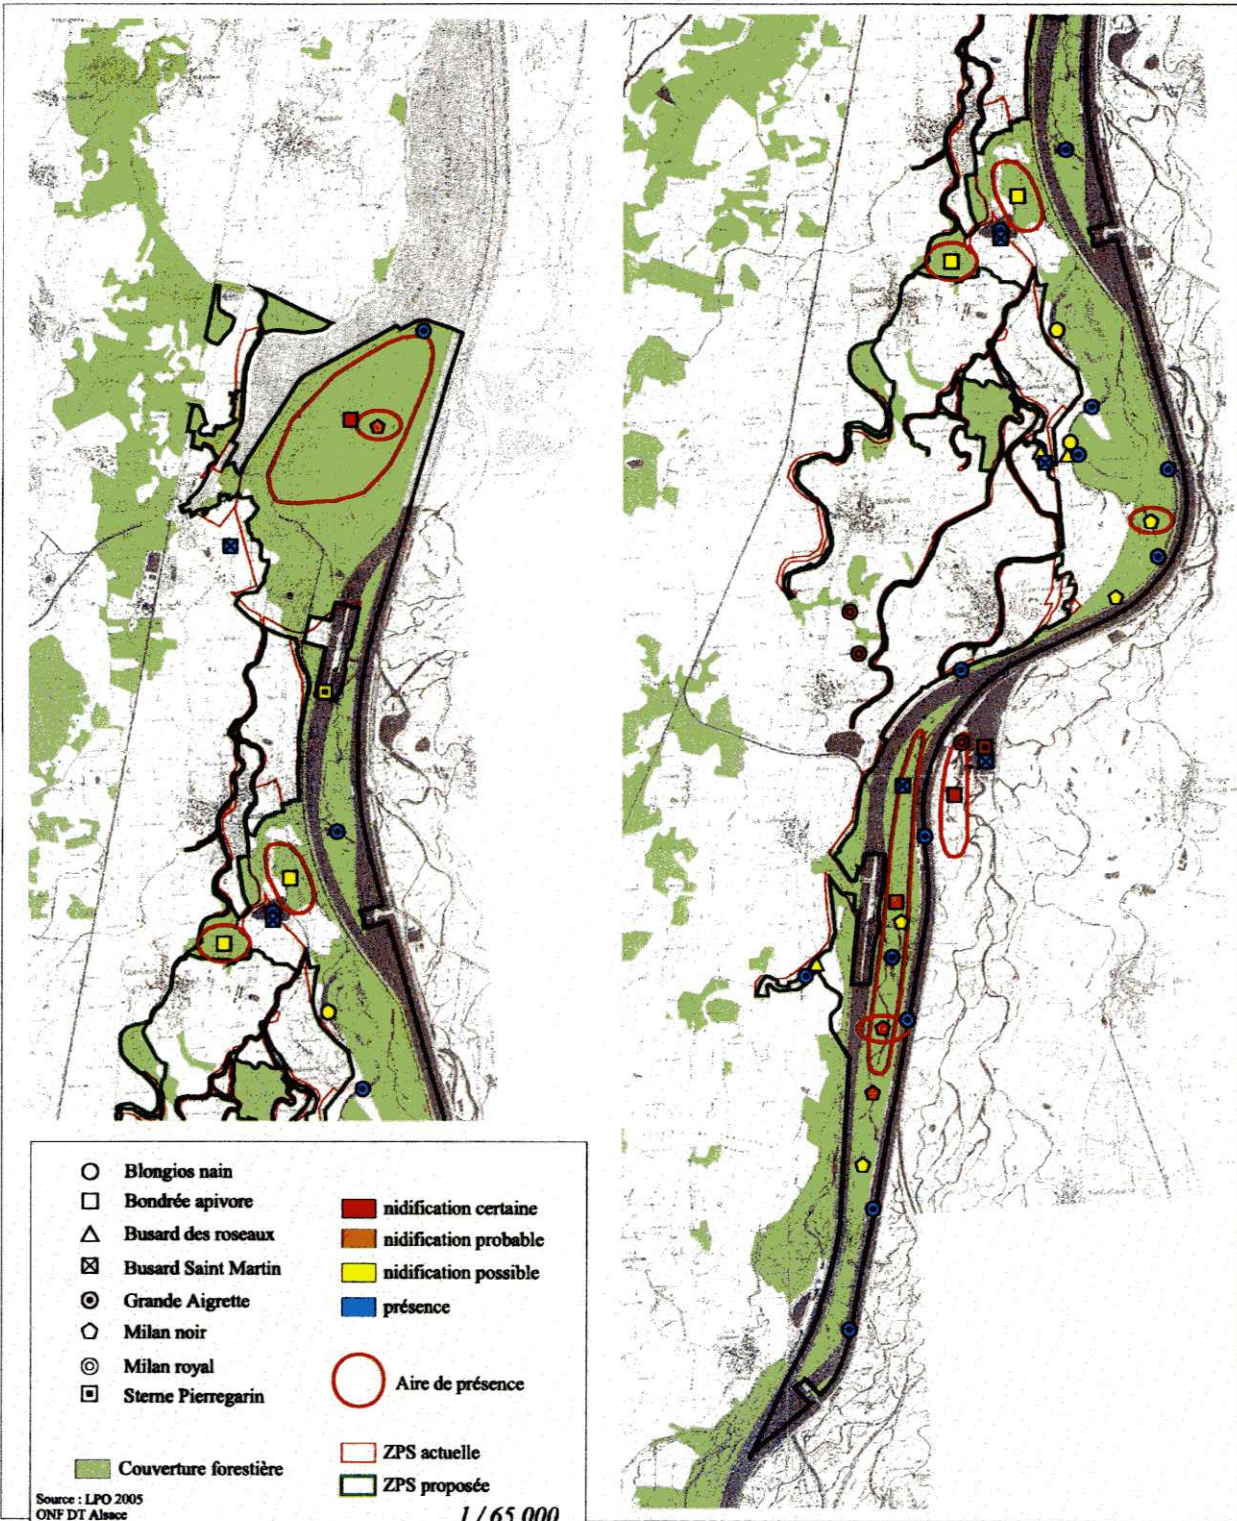 Blongios nain
Bondrée apivore
Busard des roseaux
Busard Saint Martin
Grande Aigrette
Milan noir
Milan royal
Sterne Pierregarin
Couverture forestière
nidification certaine
nidification probable
nidification possible
présence
Aire de présence
ZPS actuelle
ZPS proposée
Source : LPO 2005
ONF DT Alsace
1 / 65 000